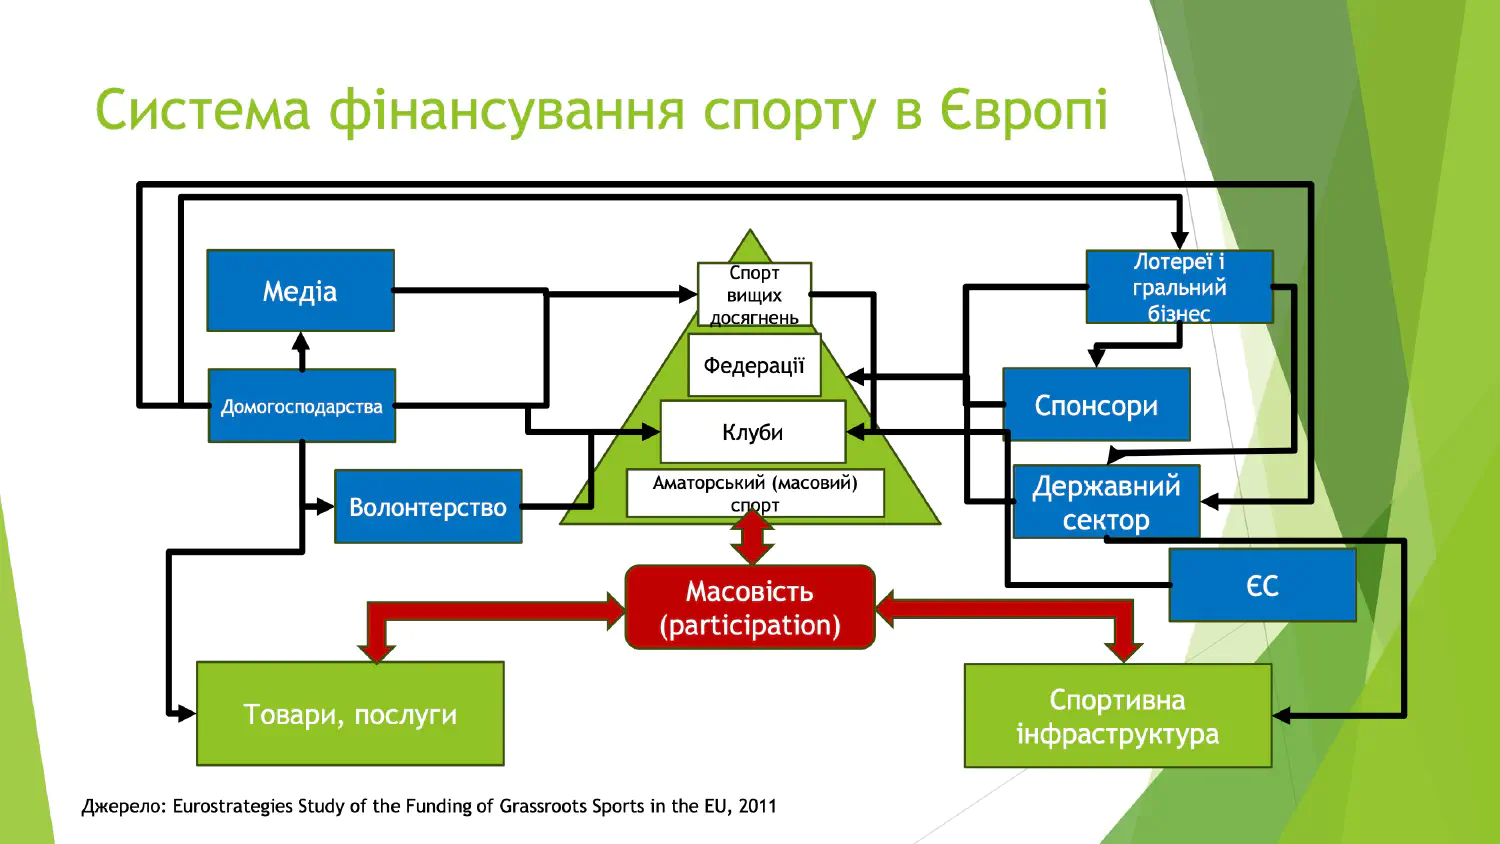 Система фінансування спорту в Європі
Медіа
Домогосподарства
Волонтерство
Спорт
вищих
досягнень
Федерації
Клуби
Аматорський (масовий)
спорт
Лотереї і
гральний
бізнес
Спонсори
Державний
сектор
ЄС
Масовість
(participation)
Товари, послуги
Спортивна
інфраструктура
Джерело: Eurostrategies Study of the Funding of Grassroots Sports in the EU, 2011